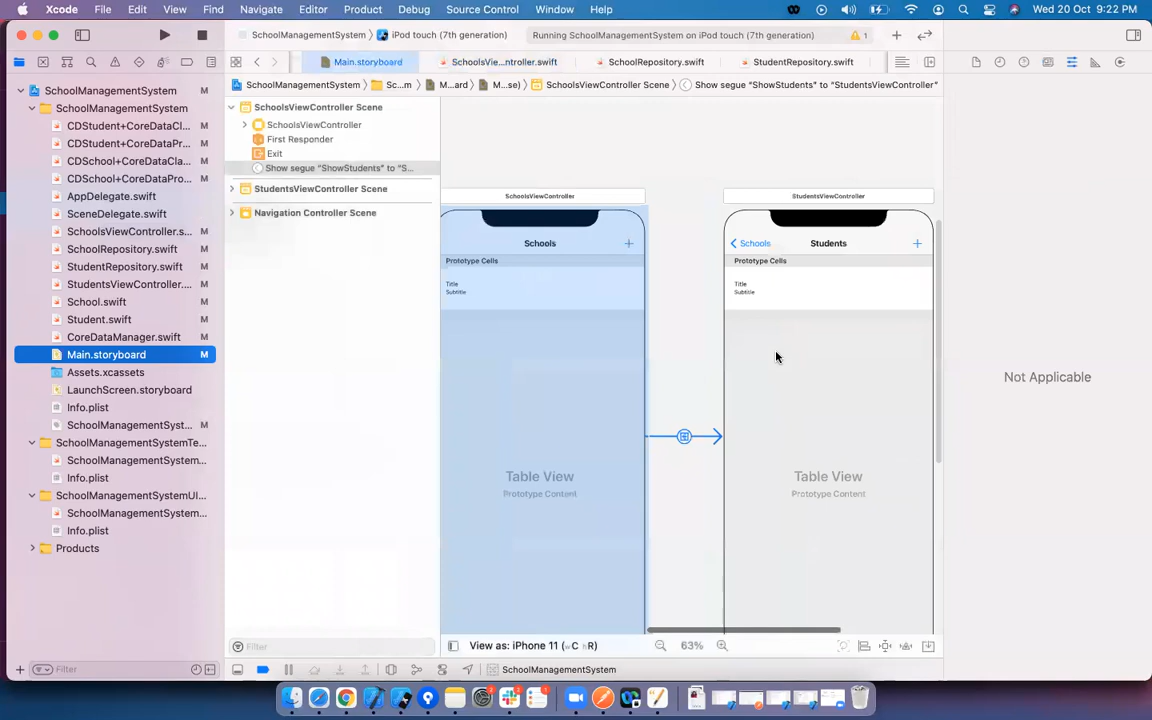 Xcode File Edit View Find Navigate Editor Product Debug Source Control Window Help Wed 20 Oct 9:22 PM
SchoolManagementSystem iPod touch (7th generation) Running SchoolManagementSystem on iPod touch (7th generation) 1
Main.storyboard SchoolsVie...ntroller.swift SchoolRepository.swift StudentRepository.swift
SchoolManagementSystem Sc...m M...ard M...se) SchoolsViewController Scene Show segue "ShowStudents" to "StudentsViewController"
SchoolManagementSystem M
SchoolManagementSystem
CDStudent+CoreDataCl... M
CDStudent+CoreDataPr... M
CDSchool+CoreDataCla... M
CDSchool+CoreDataPro... M
AppDelegate.swift M
SceneDelegate.swift M
SchoolsViewController.s... M
SchoolRepository.swift M
StudentRepository.swift M
StudentsViewController.... M
School.swift M
Student.swift M
CoreDataManager.swift M
Main.storyboard M
Assets.xcassets
LaunchScreen.storyboard
Info.plist
SchoolManagementSyst... M
SchoolManagementSystemTe...
SchoolManagementSystem...
Info.plist
SchoolManagementSystemUI...
SchoolManagementSystem...
Info.plist
Products
Filter
SchoolsViewController Scene
SchoolsViewController
First Responder
Exit
Show segue "ShowStudents" to "S...
StudentsViewController Scene
Navigation Controller Scene
Filter
SchoolsViewController
Schools
Prototype Cells
Title
Subtitle
Table View
Prototype Content
StudentsViewController
Schools Students
Prototype Cells
Title
Subtitle
Table View
Prototype Content
View as: iPhone 11 (wC hR) 63%
SchoolManagementSystem
Not Applicable